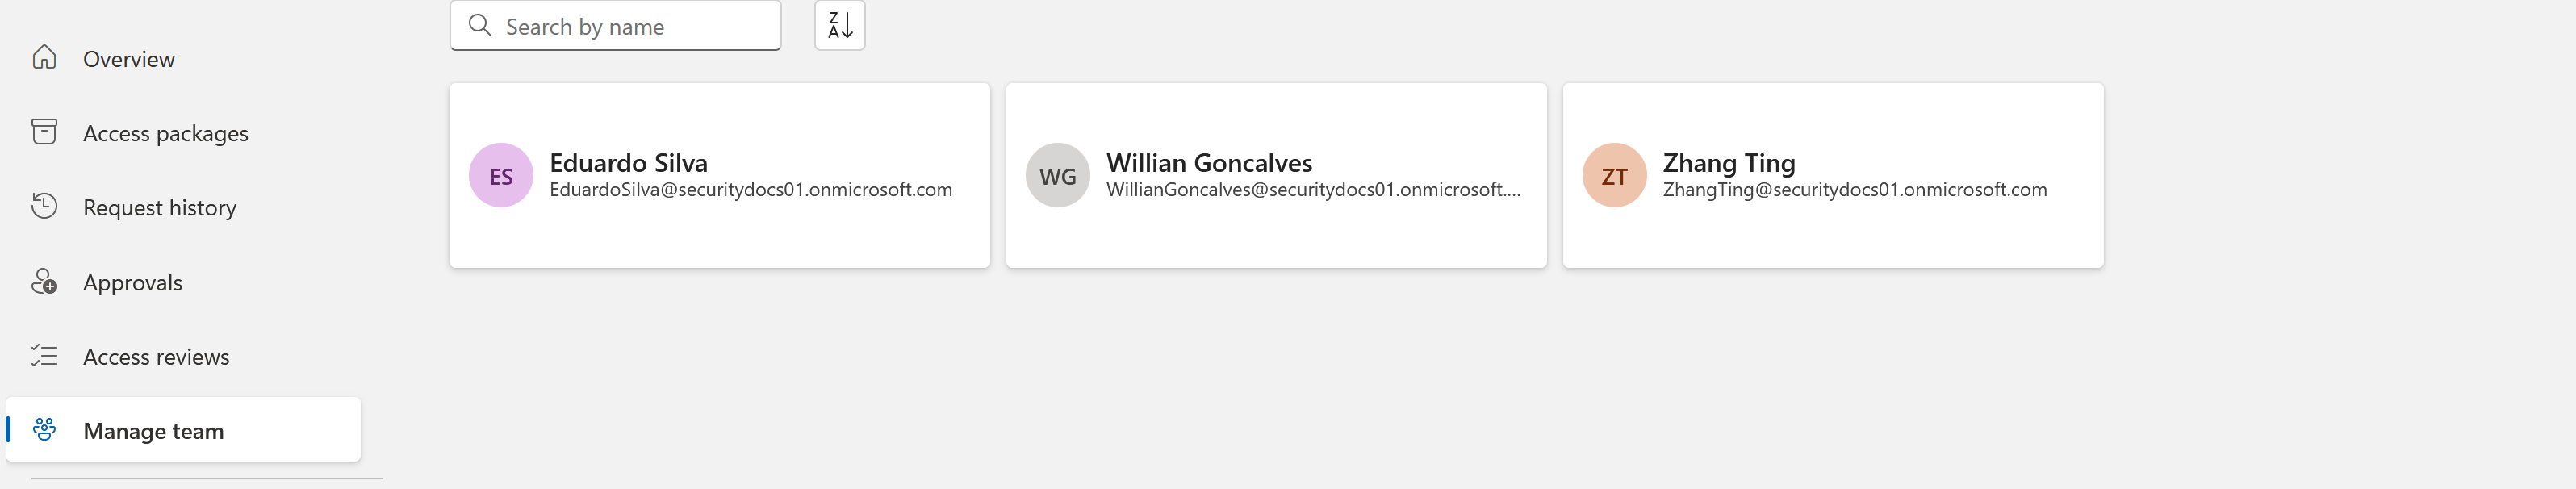 Search by name
Z
A
Overview
Access packages
Request history
Approvals
Access reviews
Manage team
ES
Eduardo Silva
EduardoSilva@securitydocs01.onmicrosoft.com
WG
Willian Goncalves
WillianGoncalves@securitydocs01.onmicrosoft....
ZT
Zhang Ting
ZhangTing@securitydocs01.onmicrosoft.com